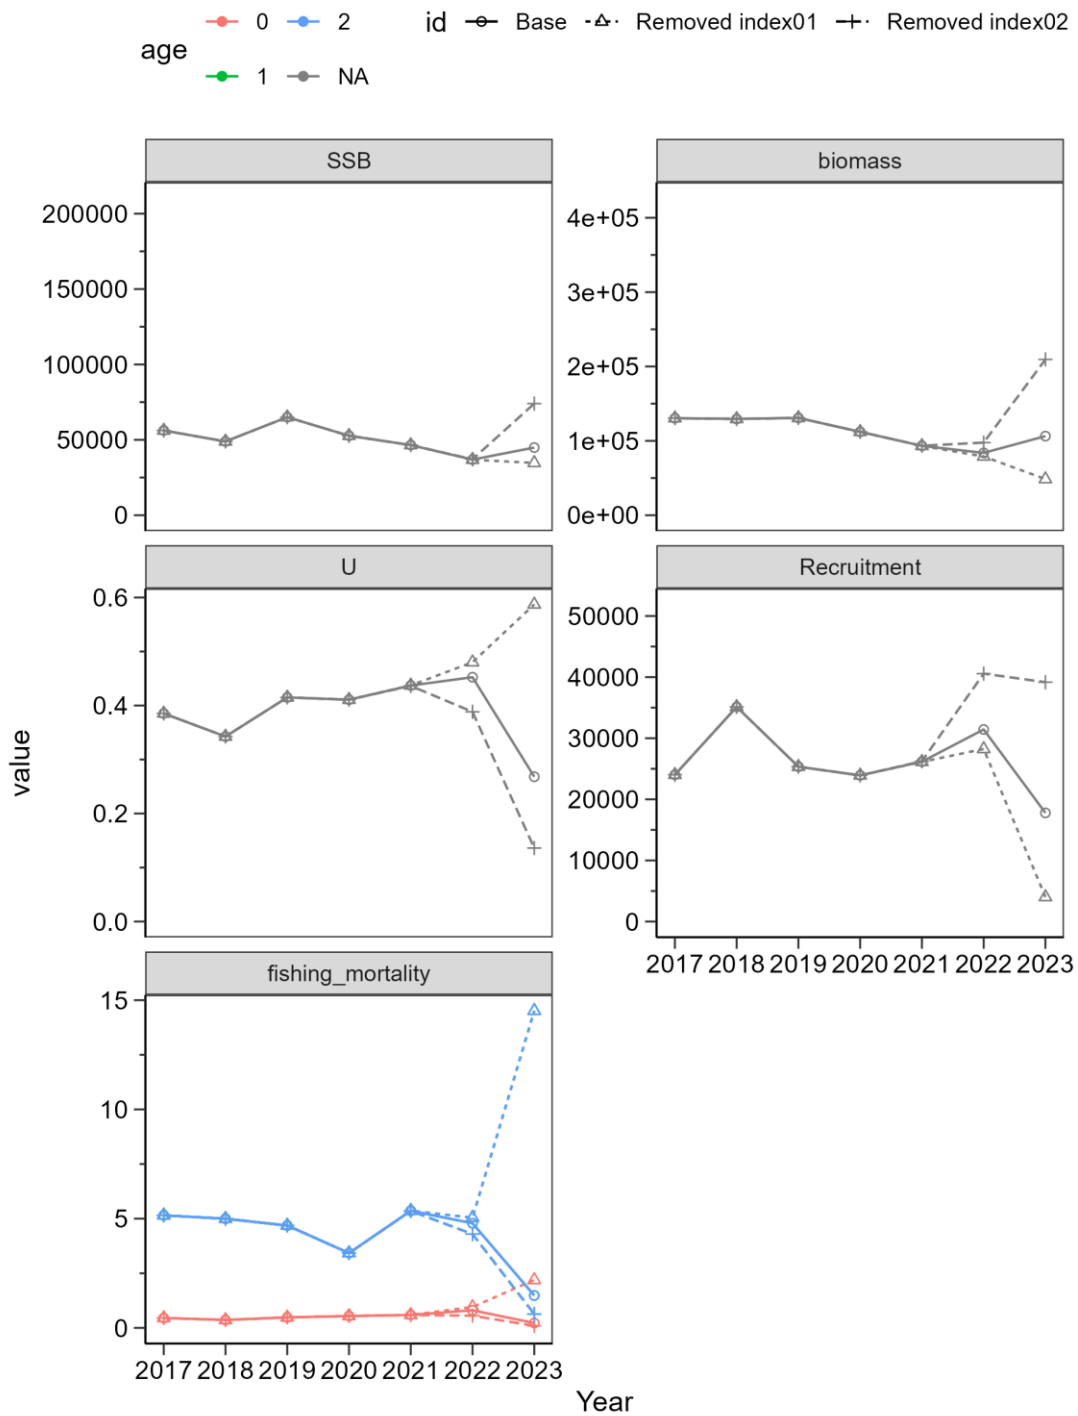 age
0
2
1
NA
id
Base
Removed index01
Removed index02
SSB
200000
150000
100000
50000
0
biomass
4e+05
3e+05
2e+05
1e+05
0e+00
U
0.6
0.4
0.2
0.0
Recruitment
50000
40000
30000
20000
10000
0
2017 2018 2019 2020 2021 2022 2023
fishing_mortality
15
10
5
0
2017 2018 2019 2020 2021 2022 2023
value
Year